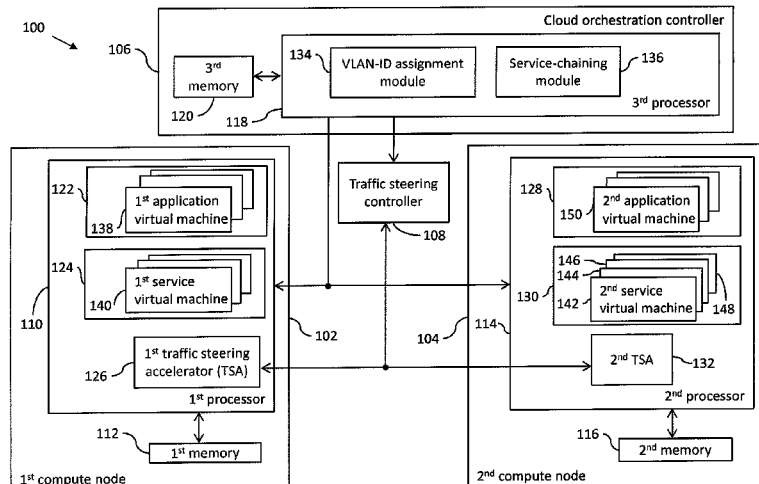 Cloud orchestration controller
100
106
134
VLAN-ID assignment
module
Service-chaining
module
136
3rd
memory
120
118
3rd processor
122
1st application
virtual machine
138
Traffic steering
controller
108
128
2nd application
virtual machine
150
124
1st service
virtual machine
140
110
102
104
114
130
146
144
142
2nd service
virtual machine
148
126
1st traffic steering
accelerator (TSA)
1st processor
2nd TSA
132
2nd processor
112
1st memory
1st compute node
116
2nd memory
2nd compute node